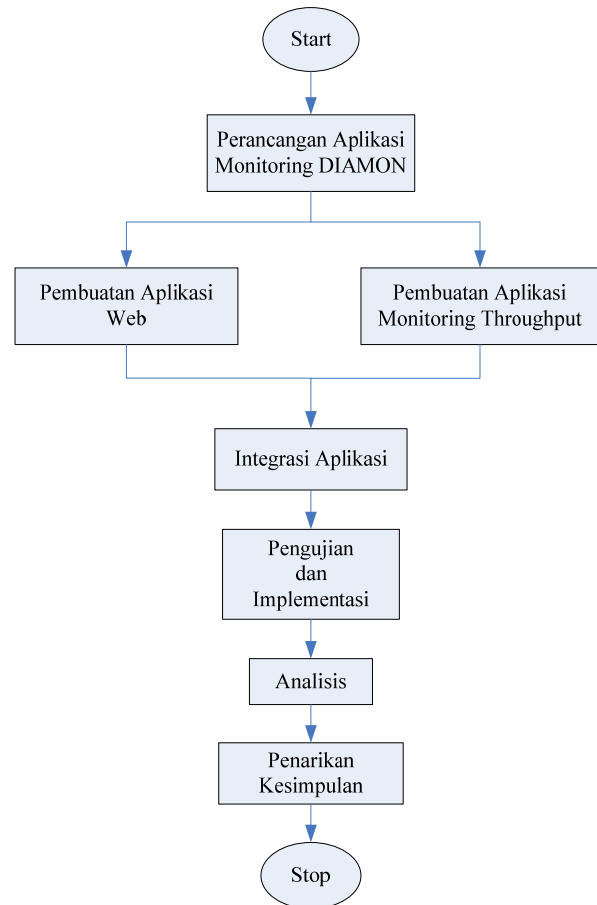 Start
Perancangan Aplikasi
Monitoring DIAMON
Pembuatan Aplikasi
Web
Pembuatan Aplikasi
Monitoring Throughput
Integrasi Aplikasi
Pengujian
dan
Implementasi
Analisis
Penarikan
Kesimpulan
Stop